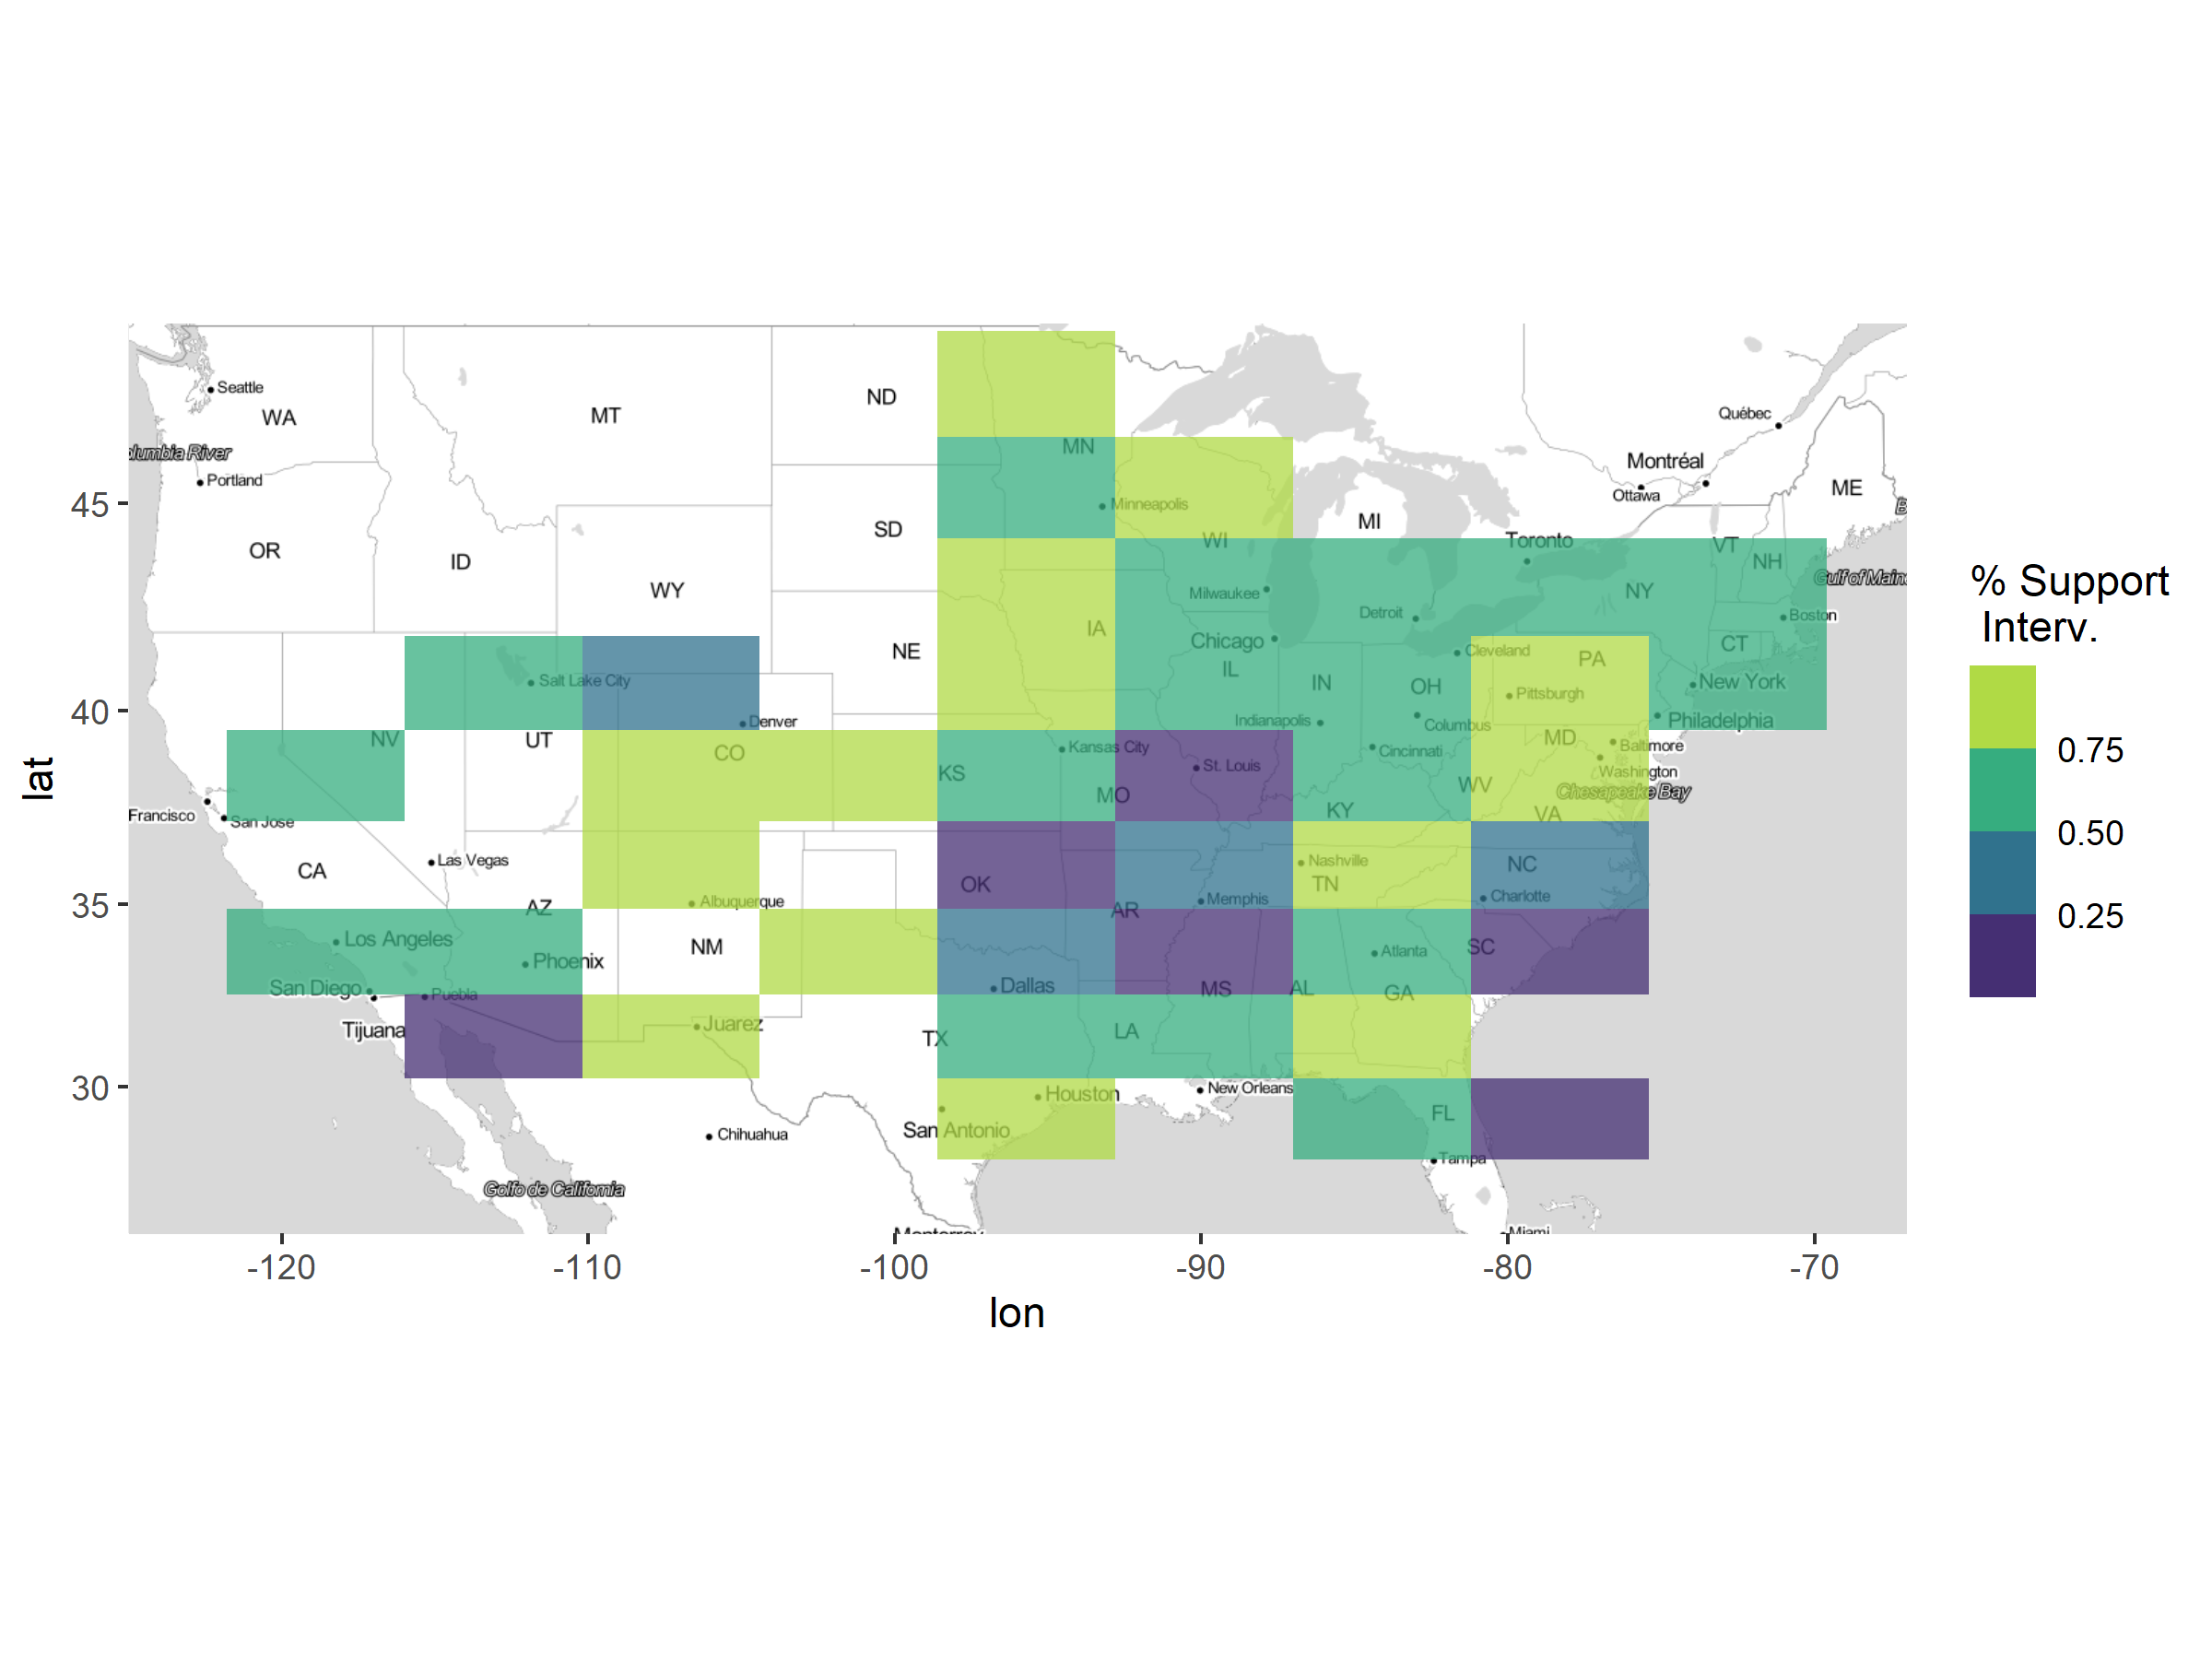 Seattle
WA
MT
ND
MN
Québec
Montréal
ME
lumbia River
Portland
Ottawa
45
Minneapolis
SD
MI
WI
Toronto
VT
OR
ID
NH
Gulf of Main
WY
Milwaukee
Detroit
NY
Boston
IA
Chicago
CT
NE
Cleveland
PA
IL
Salt Lake City
IN
OH
Pittsburgh
New York
40
Denver
Indianapolis
Columbus
Philadelphia
NV
UT
CO
Kansas City
Cincinnati
MD
Baltimore
KS
St. Louis
Washington
MO
WV
Chesapeake Bay
Francisco
San Jose
KY
VA
Las Vegas
Nashville
NC
CA
OK
TN
35
AZ
Albuquerque
AR
Memphis
Charlotte
Los Angeles
NM
Atlanta
SC
Phoenix
San Diego
Puebla
Dallas
MS
AL
GA
Tijuana
Juarez
TX
LA
30
Houston
New Orleans
FL
San Antonio
Chihuahua
Tampa
Golfo de California
Monterrey
Miami
lat
-120
-110
-100
-90
-80
-70
lon
% Support
Interv.
0.75
0.50
0.25